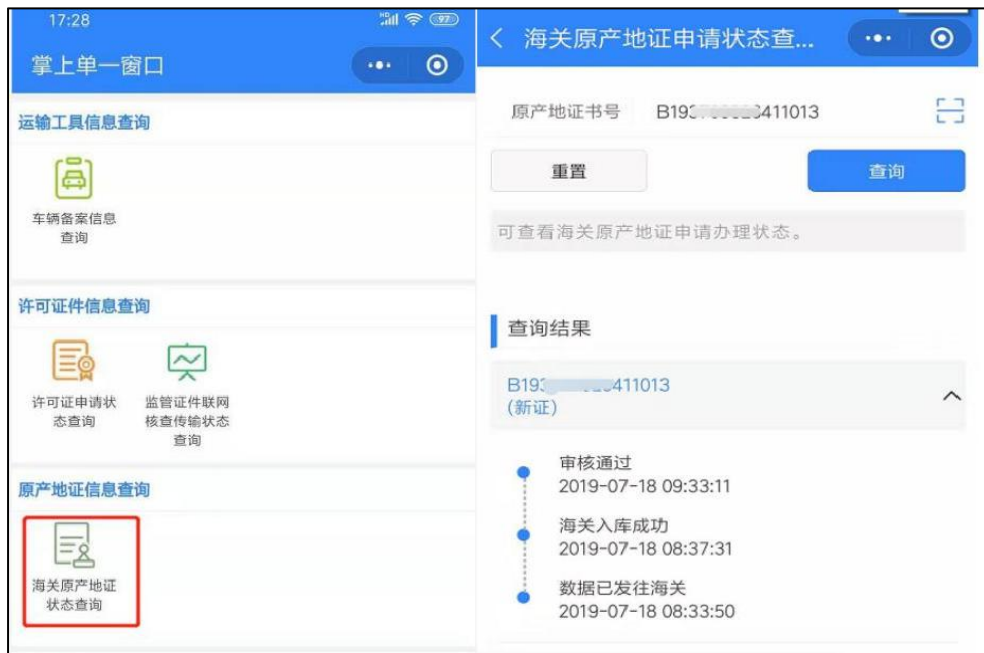 17:28
HD
97
掌上单一窗口
运输工具信息查询
车辆备案信息
查询
许可证件信息查询
许可证申请状
态查询
监管证件联网
核查传输状态
查询
原产地证信息查询
海关原产地证
状态查询
海关原产地证申请状态查...
原产地证书号
B193 411013
重置
查询
可查看海关原产地证申请办理状态。
查询结果
B193 411013
(新证)
审核通过
2019-07-18 09:33:11
海关入库成功
2019-07-18 08:37:31
数据已发往海关
2019-07-18 08:33:50